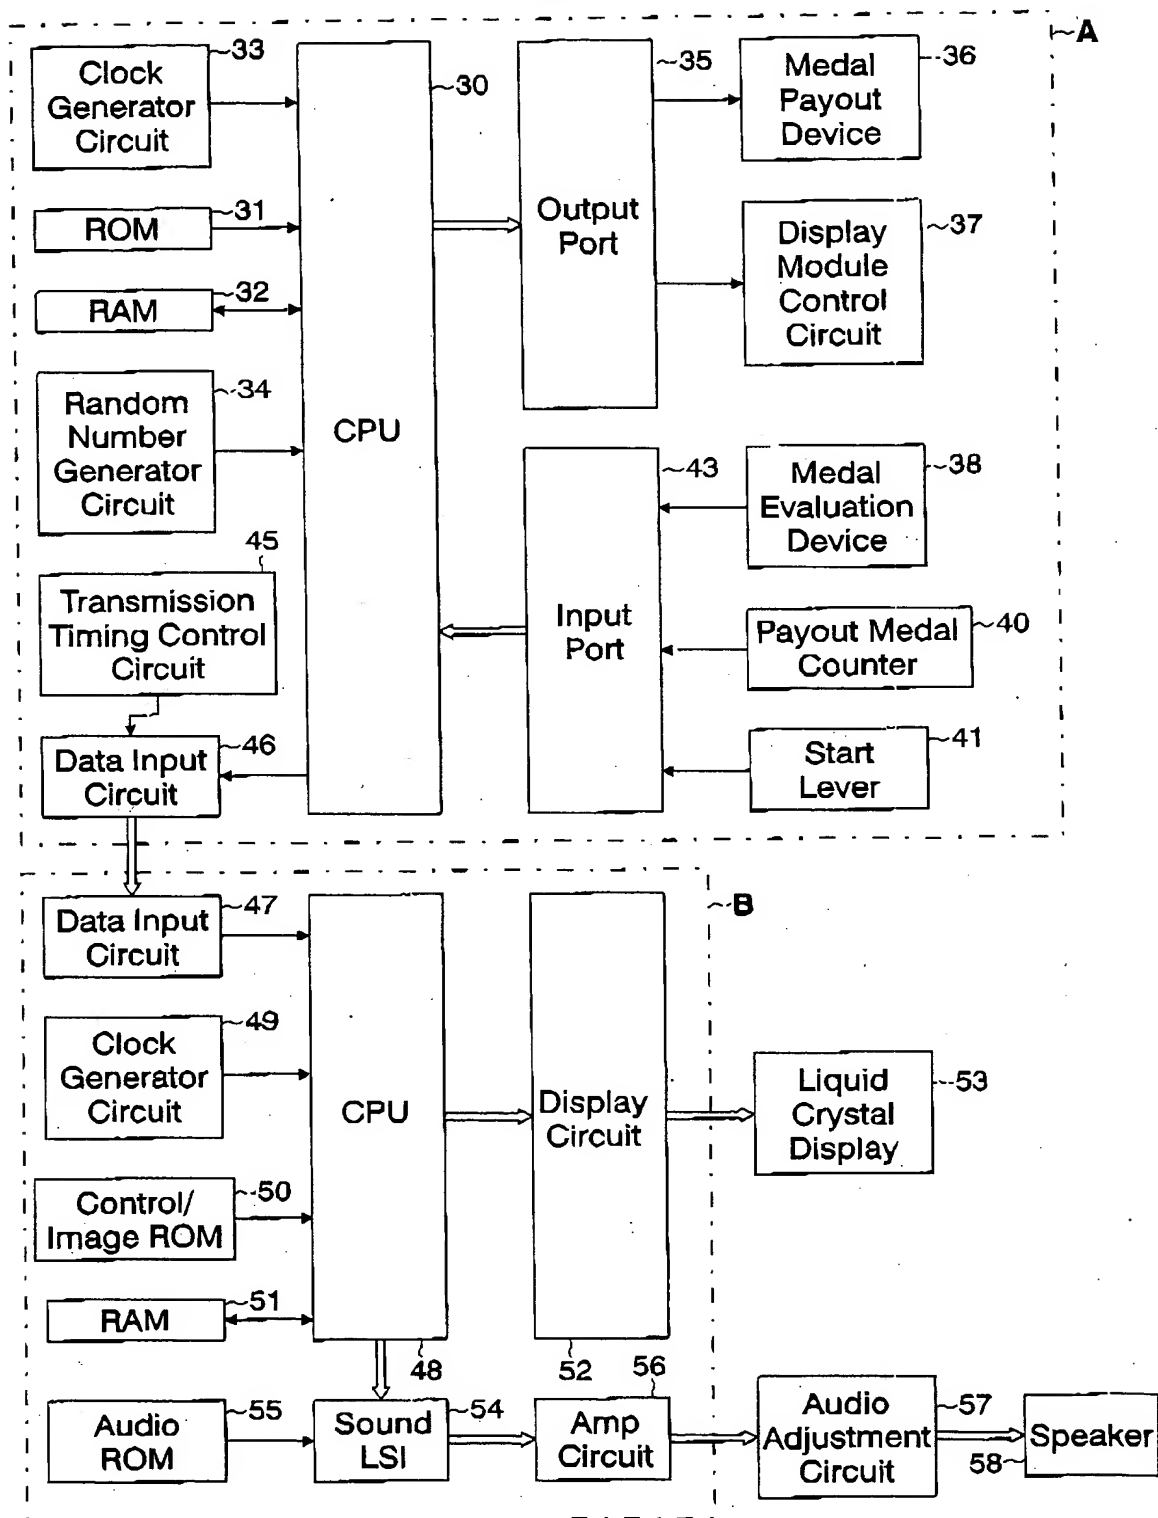 A
33
Clock
Generator
Circuit
30
35
Medal
Payout
Device
36
31
ROM
Output
Port
Display
Module
Control
Circuit
37
32
RAM
34
Random
Number
Generator
Circuit
CPU
43
Medal
Evaluation
Device
38
45
Transmission
Timing Control
Circuit
Input
Port
Payout Medal
Counter
40
46
Data Input
Circuit
Start
Lever
41
B
47
Data Input
Circuit
49
Clock
Generator
Circuit
CPU
Display
Circuit
Liquid
Crystal
Display
53
50
Control/
Image ROM
51
RAM
48
52
56
55
Audio
ROM
54
Sound
LSI
Amp
Circuit
Audio
Adjustment
Circuit
57
Speaker
58